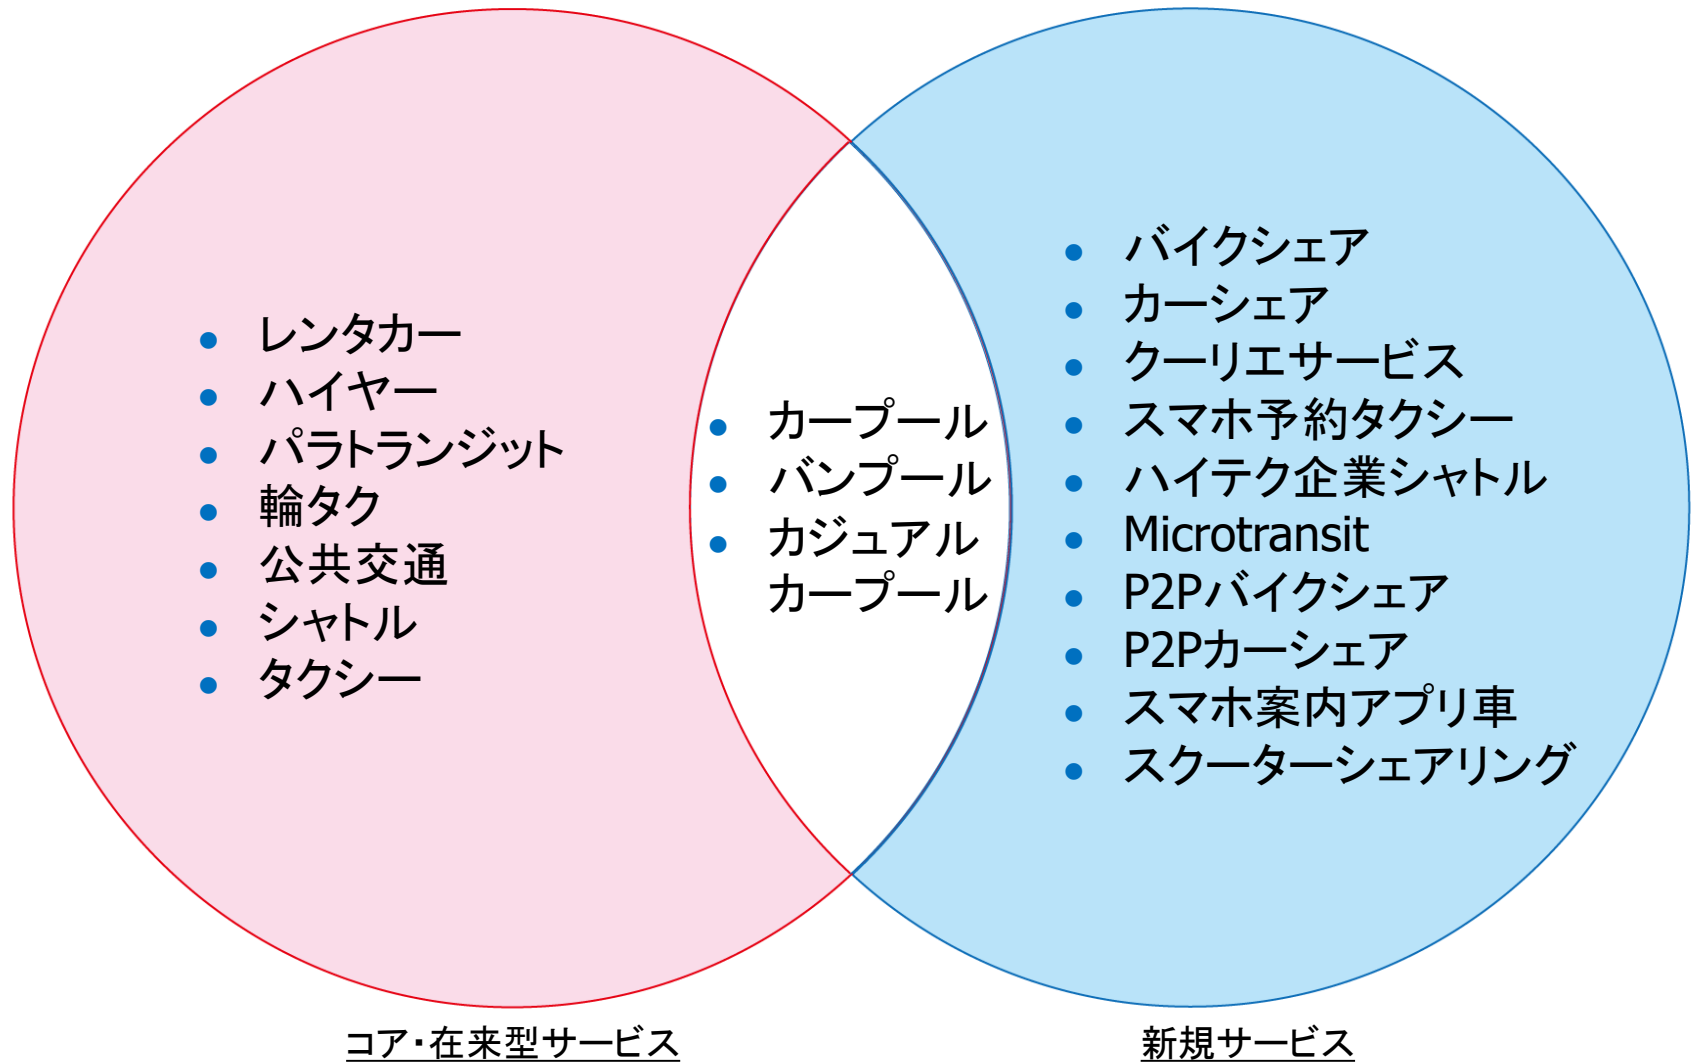 レンタカー
ハイヤー
パラトランジット
輪タク
公共交通
シャトル
タクシー
カープール
バンプール
カジュアル
カープール
バイクシェア
カーシェア
クーリエサービス
スマホ予約タクシー
ハイテク企業シャトル
Microtransit
P2Pバイクシェア
P2Pカーシェア
スマホ案内アプリ車
スクーターシェアリング
コア・在来型サービス
新規サービス